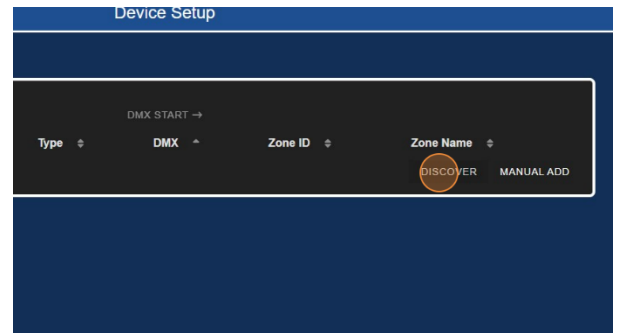 Device Setup
DMX START →
Type DMX Zone ID Zone Name
DISCOVER MANUAL ADD